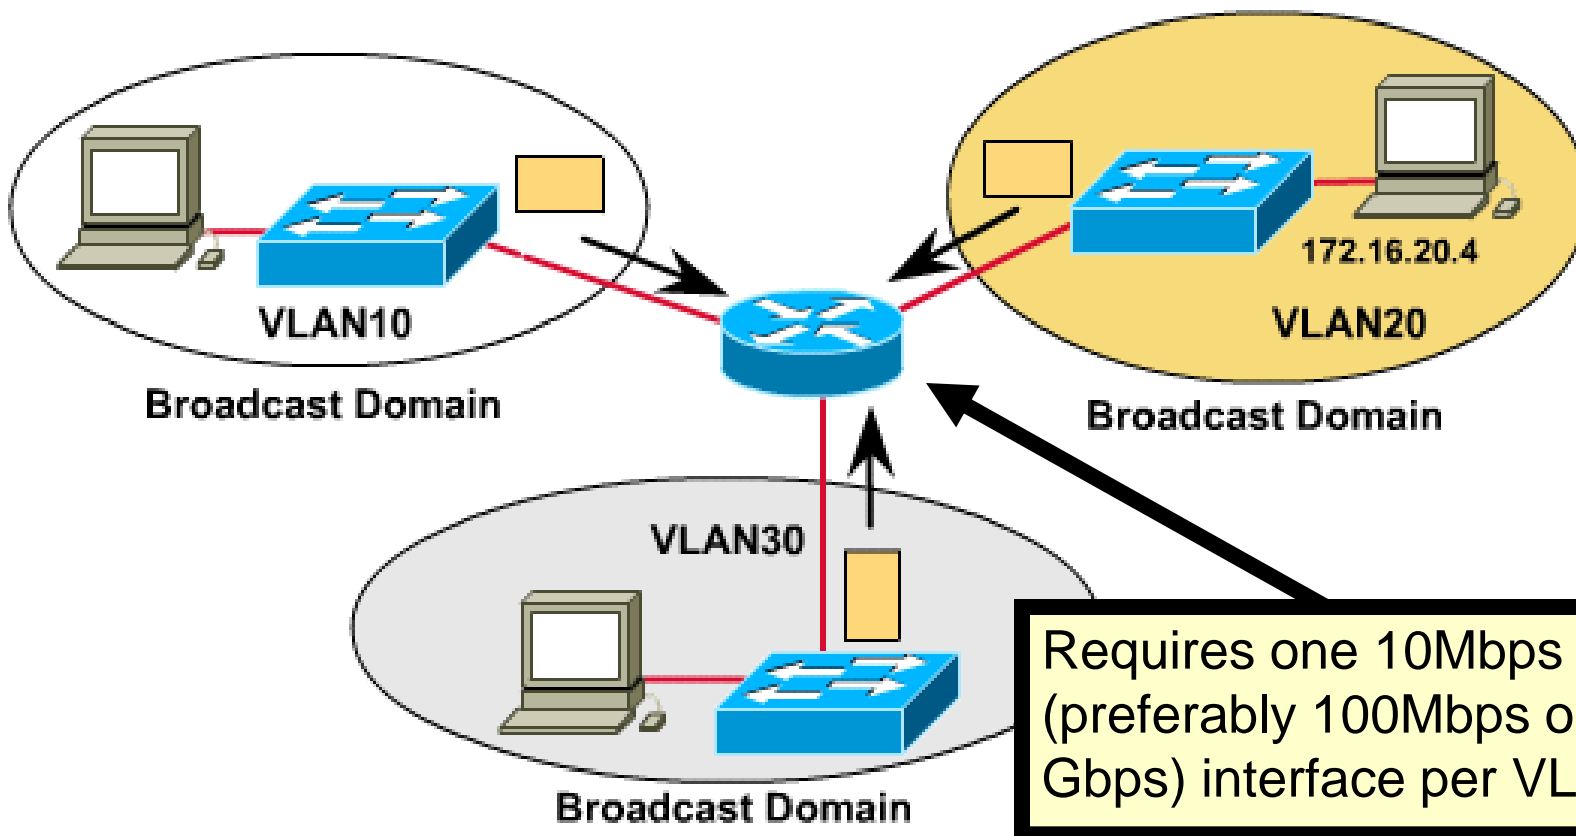 172.16.20.4
VLAN10
VLAN20
Broadcast Domain
Broadcast Domain
VLAN30
Requires one 10Mbps
(preferably 100Mbps o
Gbps) interface per VL
Broadcast Domain